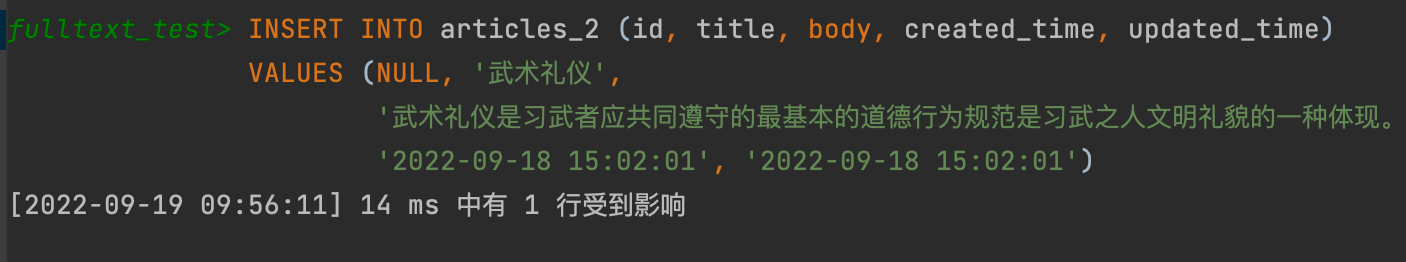 fulltext_test> INSERT INTO articles_2 (id, title, body, created_time, updated_time)
VALUES (NULL, '武术礼仪',
'武术礼仪是习武者应共同遵守的最基本的道德行为规范是习武之人文明礼貌的一种体现。
'2022-09-18 15:02:01', '2022-09-18 15:02:01')
[2022-09-19 09:56:11] 14 ms 中有 1 行受到影响